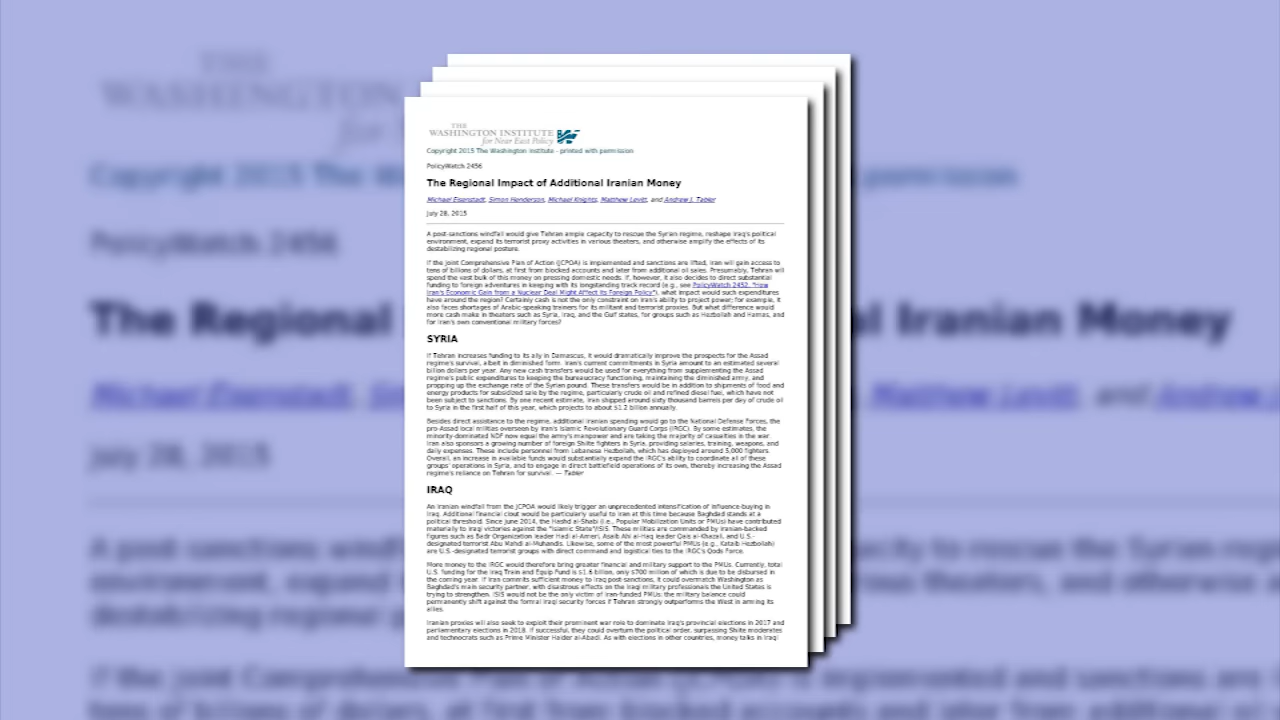 THE
WASHINGTON INSTITUTE
for Near East Policy
Copyright 2015 The Washington Institute - printed with permission
PolicyWatch 2456
The Regional Impact of Additional Iranian Money
Michael Eisenstadt, Simon Henderson, Michael Knights, Matthew Levitt, and Andrew J. Tabler
July 28, 2015
A post-sanctions windfall would give Tehran ample capacity to rescue the Syrian regime, reshape Iraq's political
environment, expand its terrorist proxy activities in various theaters, and otherwise amplify the effects of its
destabilizing regional posture.
If the Joint Comprehensive Plan of Action (JCPOA) is implemented and sanctions are lifted, Iran will gain access to
tens of billions of dollars, at first from blocked accounts and later from additional oil sales. Presumably, Tehran will
spend the vast bulk of this money on pressing domestic needs. If, however, it also decides to direct substantial
funding to foreign adventures in keeping with its longstanding track record (e.g., see PolicyWatch 2452, "How
Iran's Economic Gain from a Nuclear Deal Might Affect Its Foreign Policy"), what impact would such expenditures
have around the region? Certainly cash is not the only constraint on Iran's ability to project power; for example, it
also faces shortages of Arabic-speaking trainers for its militant and terrorist proxies. But what difference would
more cash make in theaters such as Syria, Iraq, and the Gulf states, for groups such as Hezbollah and Hamas, and
for Iran's own conventional military forces?
SYRIA
If Tehran increases funding to its ally in Damascus, it would dramatically improve the prospects for the Assad
regime's survival, albeit in diminished form. Iran's current commitments in Syria amount to an estimated several
billion dollars per year. Any new cash transfers would be used for everything from supplementing the Assad
regime's public expenditures to keeping the bureaucracy functioning, maintaining the diminished army, and
propping up the exchange rate of the Syrian pound. These transfers would be in addition to shipments of food and
energy products for subsidized sale by the regime, particularly crude oil and refined diesel fuel, which have not
been subject to sanctions. By one recent estimate, Iran shipped around sixty thousand barrels per day of crude oil
to Syria in the first half of this year, which projects to about $1.2 billion annually.
Besides direct assistance to the regime, additional Iranian spending would go to the National Defense Forces, the
pro-Assad local militias overseen by Iran's Islamic Revolutionary Guard Corps (IRGC). By some estimates, the
minority-dominated NDF now equal the army's manpower and are taking the majority of casualties in the war.
Iran also sponsors a growing number of foreign Shiite fighters in Syria, providing salaries, training, weapons, and
daily expenses. These include personnel from Lebanese Hezbollah, which has deployed around 5,000 fighters.
Overall, an increase in available funds would substantially expand the IRGC's ability to coordinate all of these
groups' operations in Syria, and to engage in direct battlefield operations of its own, thereby increasing the Assad
regime's reliance on Tehran for survival. — Tabler
IRAQ
An Iranian windfall from the JCPOA would likely trigger an unprecedented intensification of influence-buying in
Iraq. Additional financial clout would be particularly useful to Iran at this time because Baghdad stands at a
political threshold. Since June 2014, the Hashd al-Shabi (i.e., Popular Mobilization Units or PMUs) have contributed
materially to Iraqi victories against the "Islamic State"/ISIS. These militias are commanded by Iranian-backed
figures such as Badr Organization leader Hadi al-Ameri, Asaib Ahl al-Haq leader Qais al-Khazali, and U.S.-
designated terrorist Abu Mahdi al-Muhandis. Likewise, some of the most powerful PMUs (e.g., Kataib Hezbollah)
are U.S.-designated terrorist groups with direct command and logistical ties to the IRGC's Qods Force.
More money to the IRGC would therefore bring greater financial and military support to the PMUs. Currently, total
U.S. funding for the Iraq Train and Equip Fund is $1.6 billion, only $700 million of which is due to be disbursed in
the coming year. If Iran commits sufficient money to Iraq post-sanctions, it could overmatch Washington as
Baghdad's main security partner, with disastrous effects on the Iraqi military professionals the United States is
trying to strengthen. ISIS would not be the only victim of Iran-funded PMUs: the military balance could
permanently shift against the formal Iraqi security forces if Tehran strongly outperforms the West in arming its
allies.
Iranian proxies will also seek to exploit their prominent war role to dominate Iraq's provincial elections in 2017 and
parliamentary elections in 2018. If successful, they could overturn the political order, surpassing Shiite moderates
and technocrats such as Prime Minister Haider al-Abadi. As with elections in other countries, money talks in Iraqi